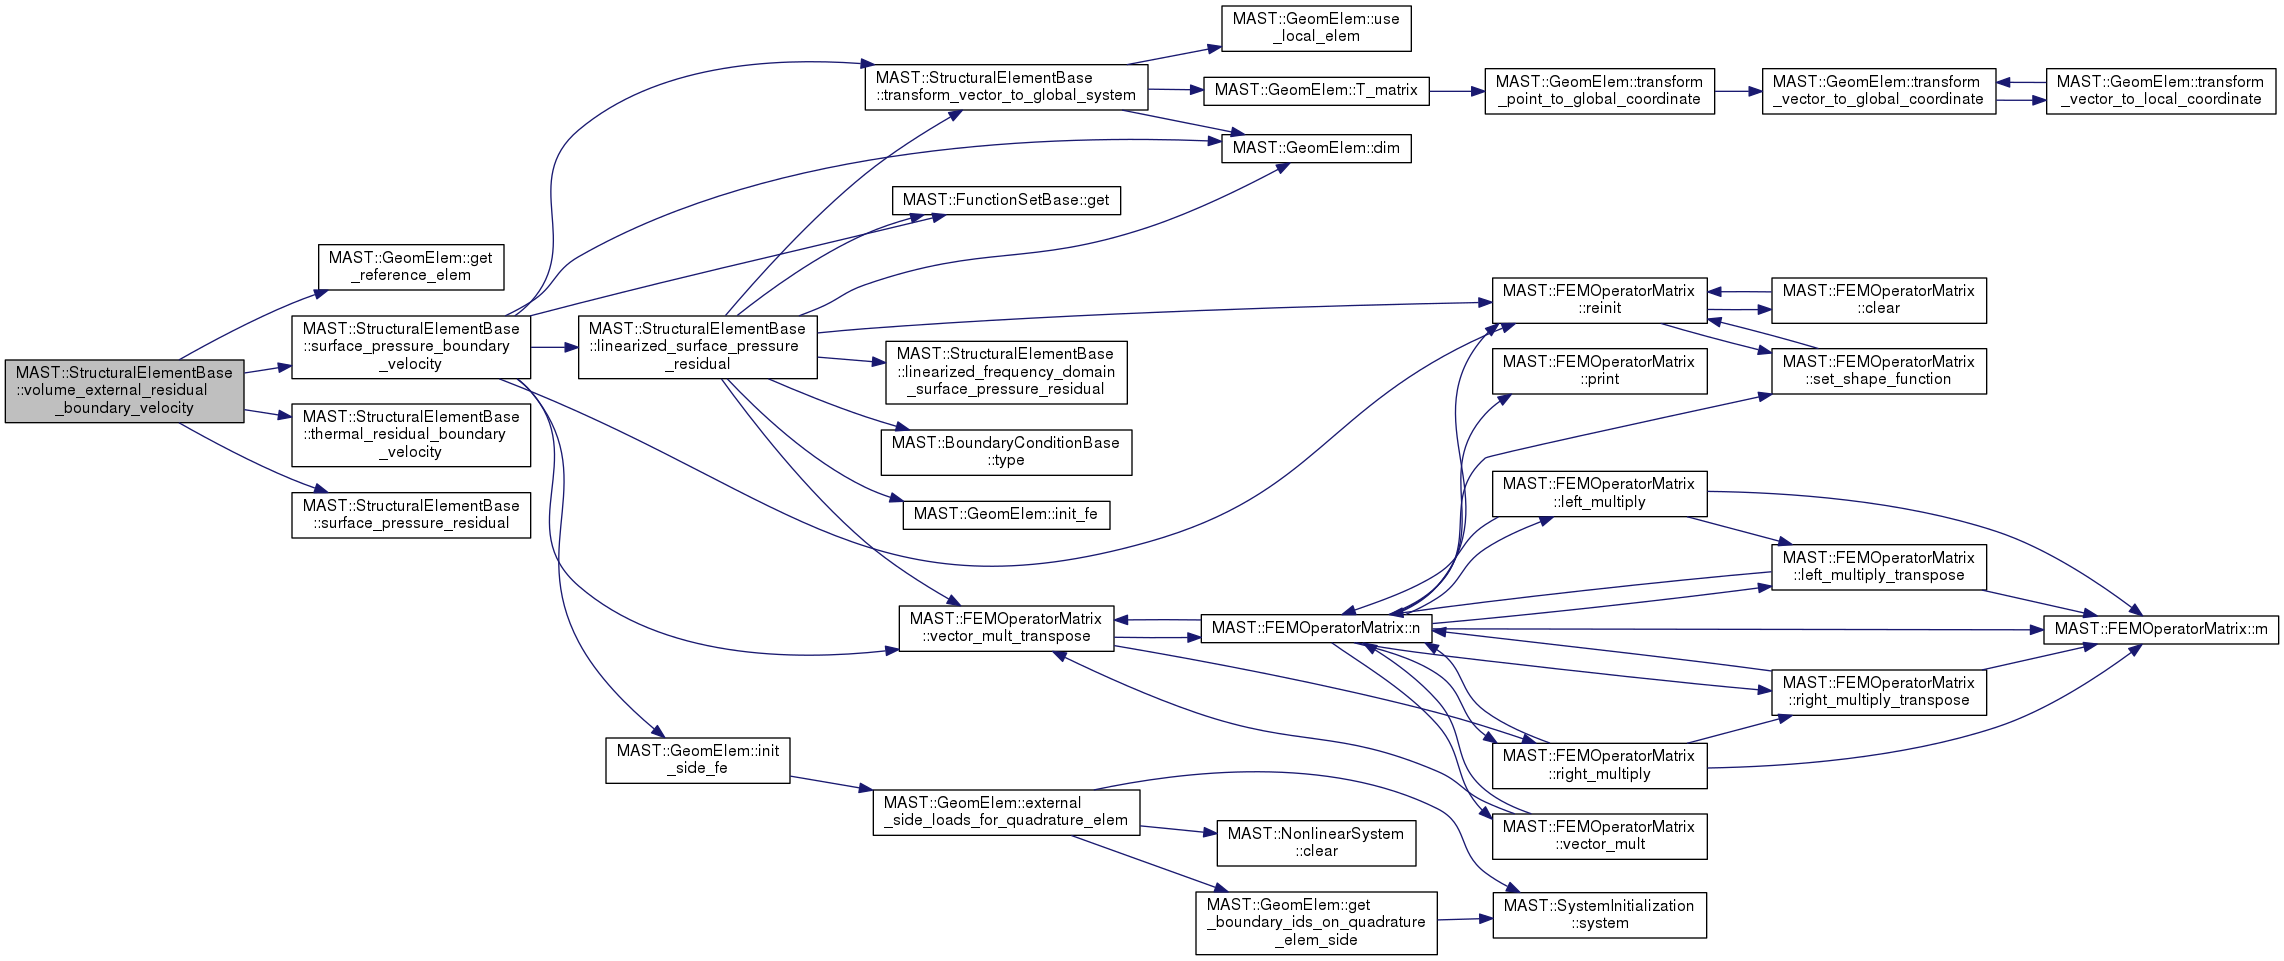 MAST::StructuralElementBase
::volume_external_residual
_boundary_velocity
MAST::GeomElem::get
_reference_elem
MAST::StructuralElementBase
::surface_pressure_boundary
_velocity
MAST::StructuralElementBase
::thermal_residual_boundary
_velocity
MAST::StructuralElementBase
::surface_pressure_residual
MAST::StructuralElementBase
::linearized_surface_pressure
_residual
MAST::GeomElem::init
_side_fe
MAST::StructuralElementBase
::transform_vector_to_global_system
MAST::FunctionSetBase::get
MAST::StructuralElementBase
::linearized_frequency_domain
_surface_pressure_residual
MAST::BoundaryConditionBase
::type
MAST::GeomElem::init_fe
MAST::FEMOperatorMatrix
::vector_mult_transpose
MAST::GeomElem::external
_side_loads_for_quadrature_elem
MAST::GeomElem::use
_local_elem
MAST::GeomElem::T_matrix
MAST::GeomElem::dim
MAST::FEMOperatorMatrix::n
MAST::NonlinearSystem
::clear
MAST::GeomElem::get
_boundary_ids_on_quadrature
_elem_side
MAST::GeomElem::transform
_point_to_global_coordinate
MAST::FEMOperatorMatrix
::reinit
MAST::FEMOperatorMatrix
::print
MAST::FEMOperatorMatrix
::left_multiply
MAST::FEMOperatorMatrix
::right_multiply
MAST::FEMOperatorMatrix
::vector_mult
MAST::SystemInitialization
::system
MAST::GeomElem::transform
_vector_to_global_coordinate
MAST::FEMOperatorMatrix
::clear
MAST::FEMOperatorMatrix
::set_shape_function
MAST::FEMOperatorMatrix
::left_multiply_transpose
MAST::FEMOperatorMatrix
::right_multiply_transpose
MAST::GeomElem::transform
_vector_to_local_coordinate
MAST::FEMOperatorMatrix::m